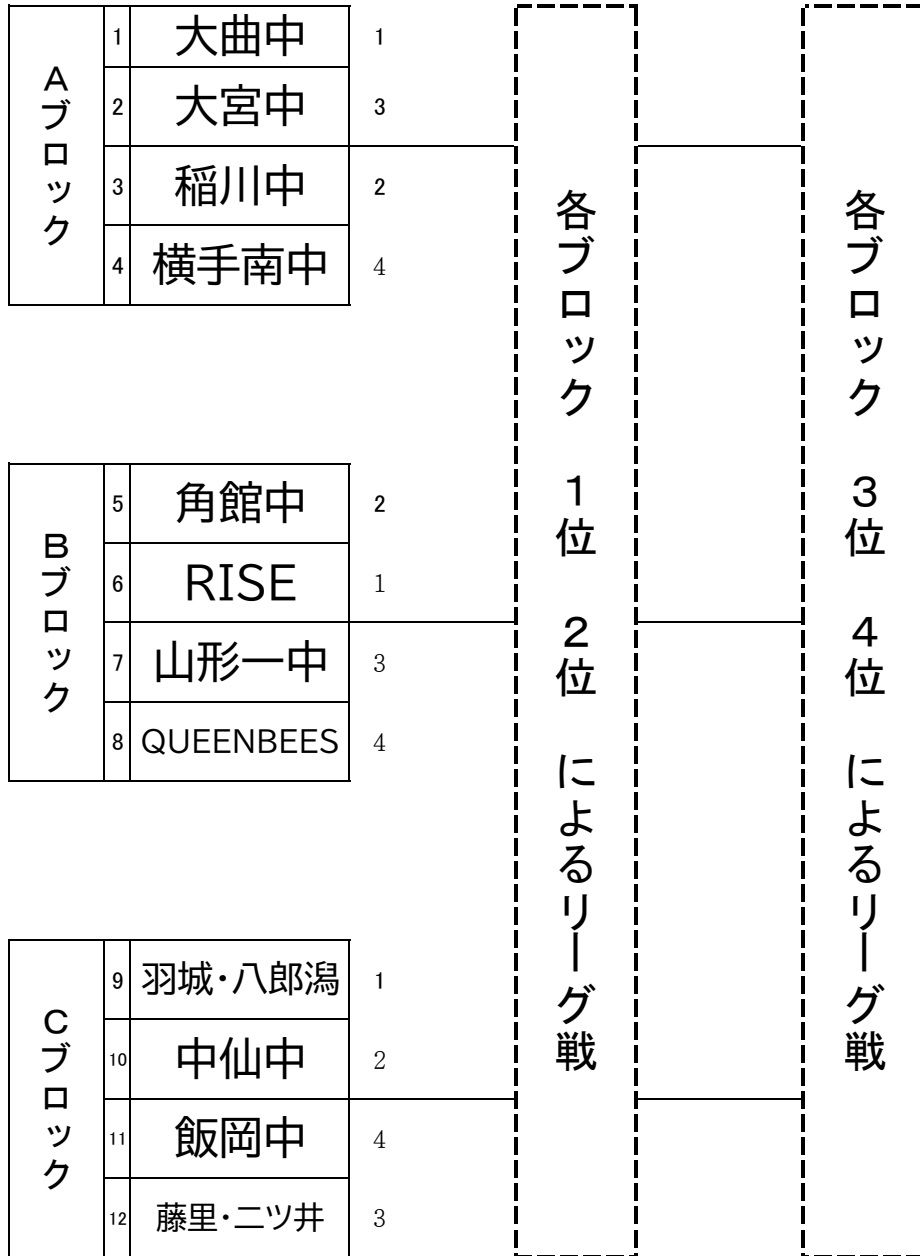 Aブロック
1 大曲中 1
2 大宮中 3
3 稲川中 2
4 横手南中 4
Bブロック
5 角館中 2
6 RISE 1
7 山形一中 3
8 QUEENBEES 4
Cブロック
9 羽城・八郎潟 1
10 中仙中 2
11 飯岡中 4
12 藤里・二ツ井 3
各ブロック 1位 2位 によるリーグ戦
各ブロック 3位 4位 によるリーグ戦